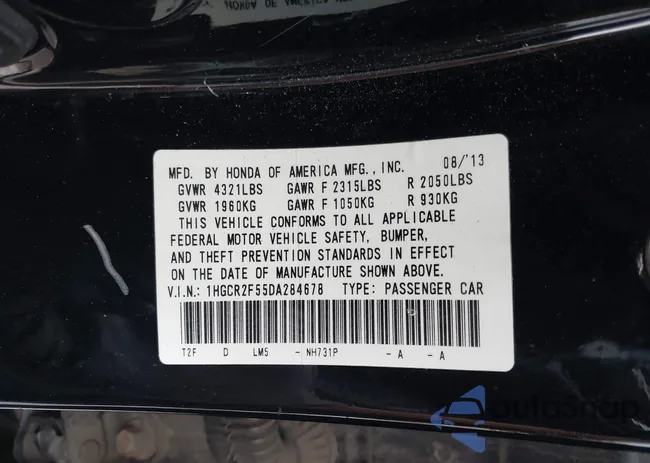 MFD. BY HONDA OF AMERICA MFG., INC. 08/'13
GVWR 4321LBS GAWR F 2315LBS R 2050LBS
GVWR 1960KG GAWR F 1050KG R 930KG
THIS VEHICLE CONFORMS TO ALL APPLICABLE
FEDERAL MOTOR VEHICLE SAFETY, BUMPER,
AND THEFT PREVENTION STANDARDS IN EFFECT
ON THE DATE OF MANUFACTURE SHOWN ABOVE.
V.I.N.: 1HGCR2F55DA284678 TYPE: PASSENGER CAR
T2F D LM5 - NH731P - A - A
autoSnap